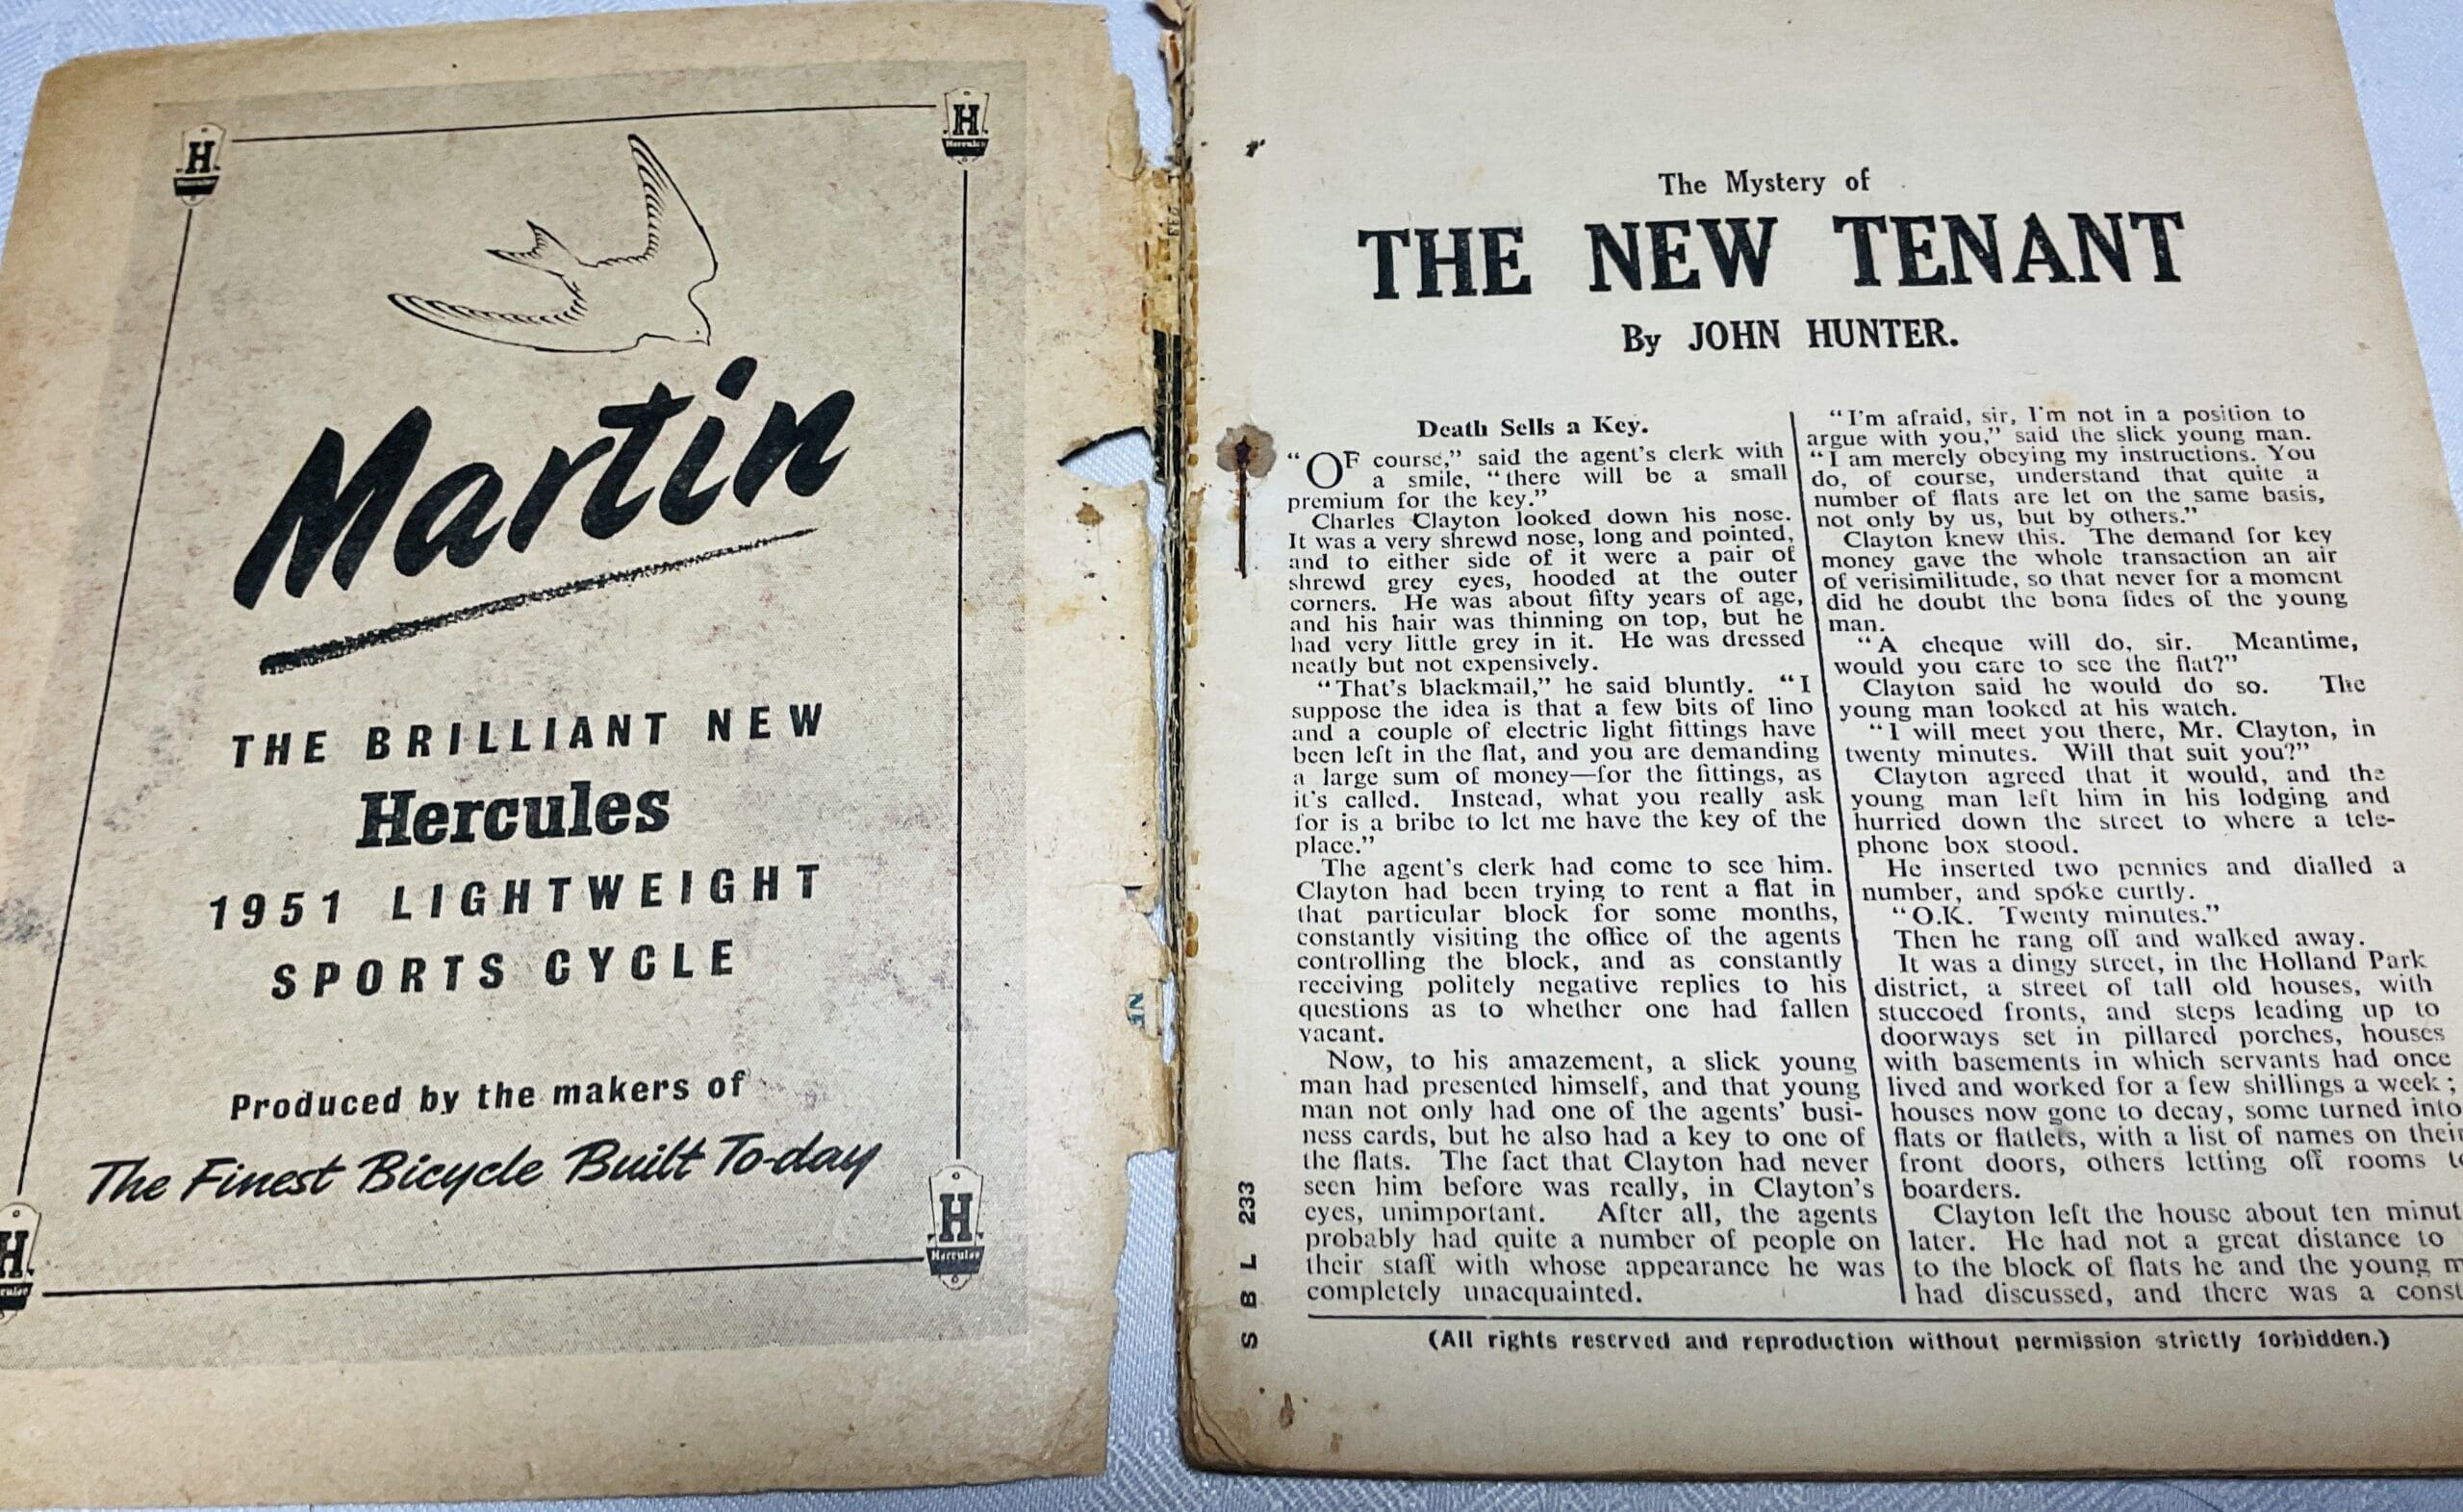 H
Hercules
H
Hercules
Martin
THE BRILLIANT NEW
Hercules
1951 LIGHTWEIGHT
SPORTS CYCLE
Produced by the makers of
The Finest Bicycle Built To-day
H
H
Hercules
The Mystery of
THE NEW TENANT
By JOHN HUNTER.
Death Sells a Key.
"OF course," said the agent's clerk with
a smile, "there will be a small
premium for the key."
Charles Clayton looked down his nose.
It was a very shrewd nose, long and pointed,
and to either side of it were a pair of
shrewd grey eyes, hooded at the outer
corners. He was about fifty years of age,
and his hair was thinning on top, but he
had very little grey in it. He was dressed
neatly but not expensively.
"That's blackmail," he said bluntly. "I
suppose the idea is that a few bits of lino
and a couple of electric light fittings have
been left in the flat, and you are demanding
a large sum of money—for the fittings, as
it's called. Instead, what you really ask
for is a bribe to let me have the key of the
place."
The agent's clerk had come to see him.
Clayton had been trying to rent a flat in
that particular block for some months,
constantly visiting the office of the agents
controlling the block, and as constantly
receiving politely negative replies to his
questions as to whether one had fallen
vacant.
Now, to his amazement, a slick young
man had presented himself, and that young
man not only had one of the agents' busi-
ness cards, but he also had a key to one of
the flats. The fact that Clayton had never
seen him before was really, in Clayton's
eyes, unimportant. After all, the agents
probably had quite a number of people on
their staff with whose appearance he was
completely unacquainted.
"I'm afraid, sir, I'm not in a position to
argue with you," said the slick young man.
"I am merely obeying my instructions. You
do, of course, understand that quite a
number of flats are let on the same basis,
not only by us, but by others."
Clayton knew this. The demand for key
money gave the whole transaction an air
of verisimilitude, so that never for a moment
did he doubt the bona fides of the young
man.
"A cheque will do, sir. Meantime,
would you care to see the flat?"
Clayton said he would do so. The
young man looked at his watch.
"I will meet you there, Mr. Clayton, in
twenty minutes. Will that suit you?"
Clayton agreed that it would, and the
young man left him in his lodging and
hurried down the street to where a tele-
phone box stood.
He inserted two pennies and dialled a
number, and spoke curtly.
"O.K. Twenty minutes."
Then he rang off and walked away.
It was a dingy street, in the Holland Park
district, a street of tall old houses, with
stuccoed fronts, and steps leading up to
doorways set in pillared porches, houses
with basements in which servants had once
lived and worked for a few shillings a week;
houses now gone to decay, some turned into
flats or flatlets, with a list of names on their
front doors, others letting off rooms
boarders.
Clayton left the house about ten minut
later. He had not a great distance to
to the block of flats he and the young m
had discussed, and there was a const
(All rights reserved and reproduction without permission strictly forbidden.)
S B L 233